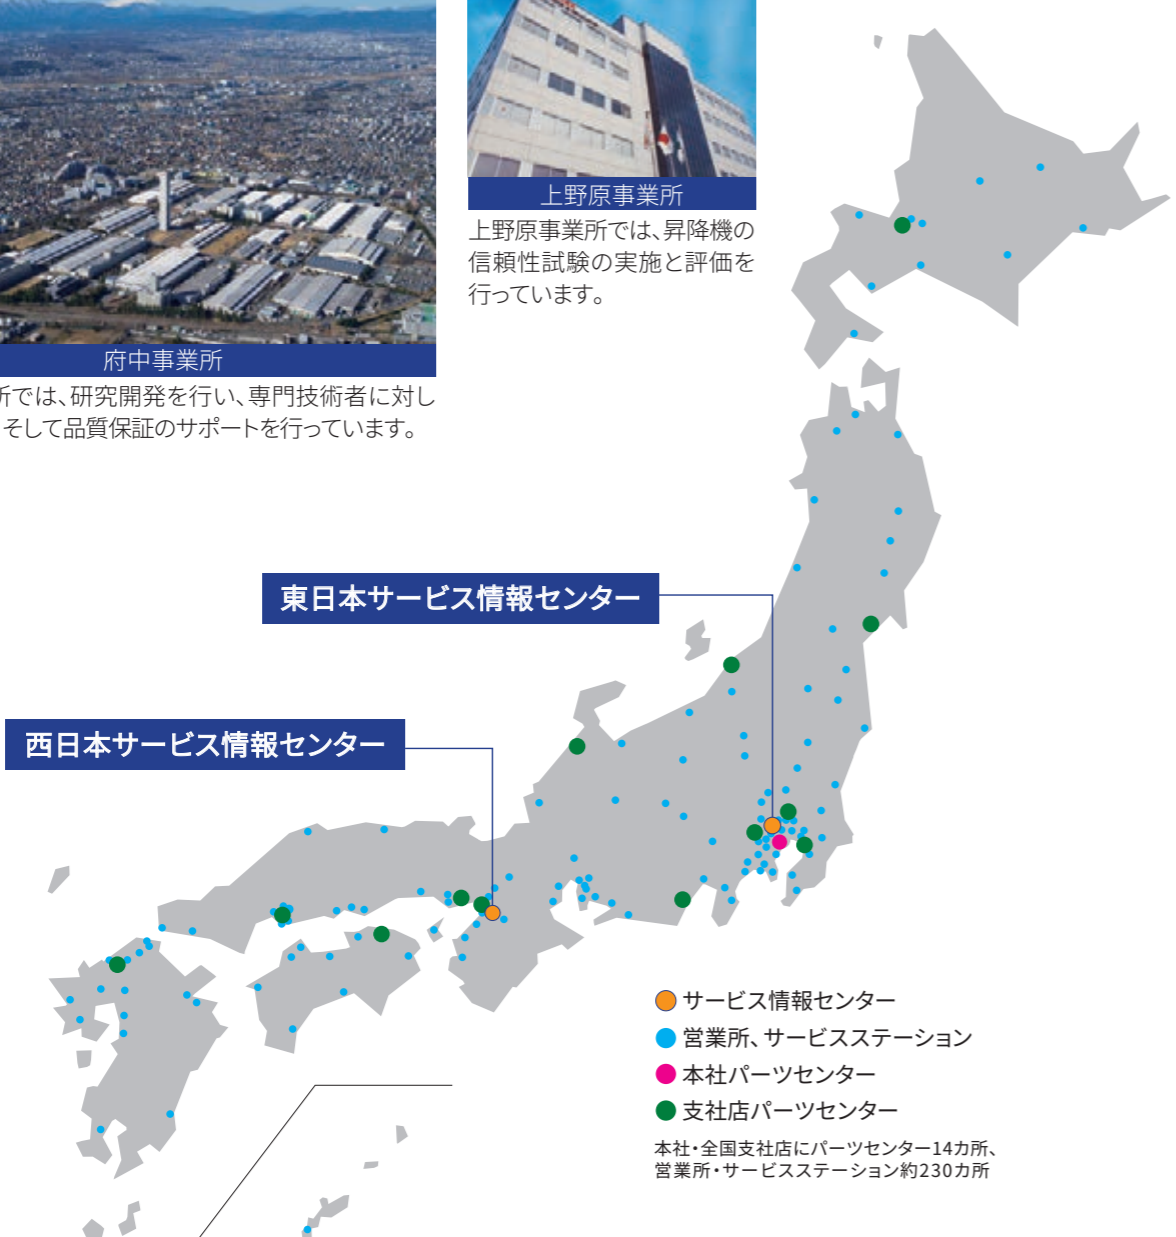 府中事業所
所では、研究開発を行い、専門技術者に対し
そして品質保証のサポートを行っています。
上野原事業所
上野原事業所では、昇降機の
信頼性試験の実施と評価を
行っています。
東日本サービス情報センター
西日本サービス情報センター
サービス情報センター
営業所、サービスステーション
本社パーツセンター
支社店パーツセンター
本社・全国支社店にパーツセンター14カ所、
営業所・サービスステーション約230カ所